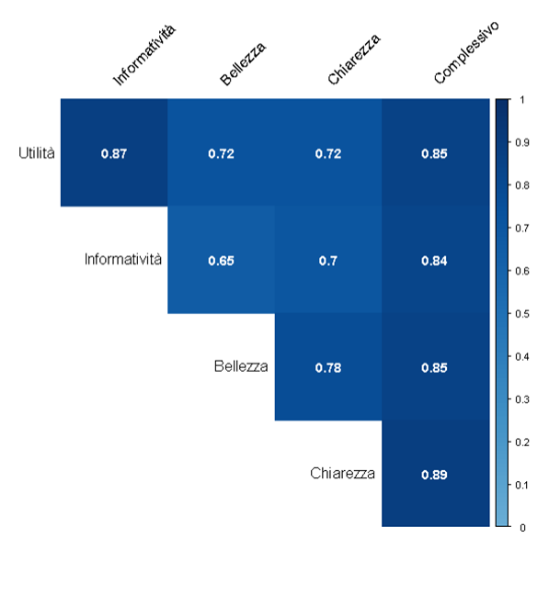 Informatività
Bellezza
Chiarezza
Complessivo
Utilità
0.87
0.72
0.72
0.85
Informatività
0.65
0.7
0.84
Bellezza
0.78
0.85
Chiarezza
0.89
1
0.9
0.8
0.7
0.6
0.5
0.4
0.3
0.2
0.1
0